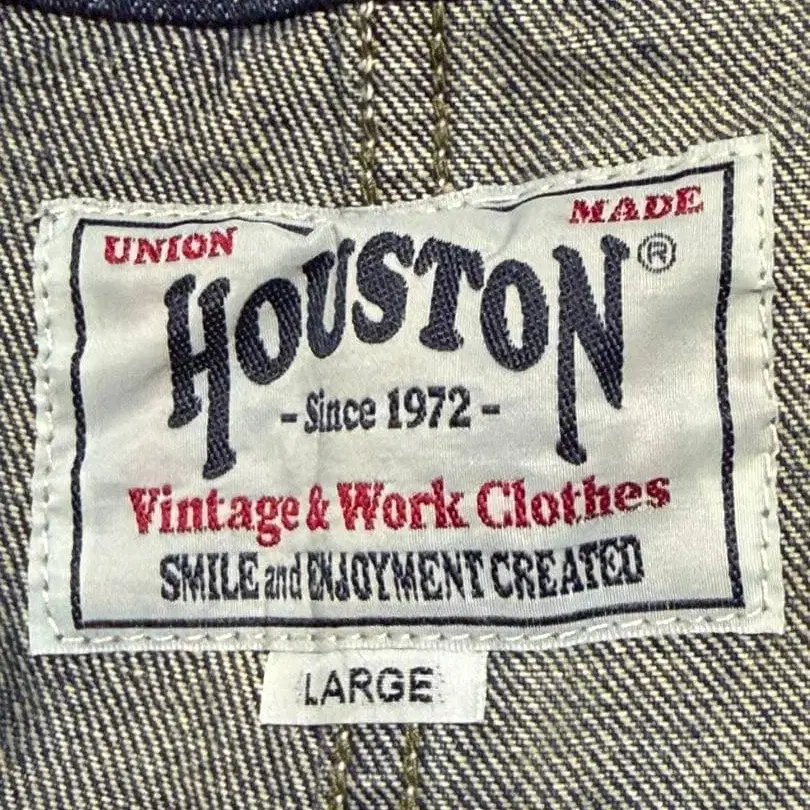 UNION MADE
HOUSTON®
- Since 1972 -
Vintage & Work Clothes
SMILE and ENJOYMENT CREATED
LARGE